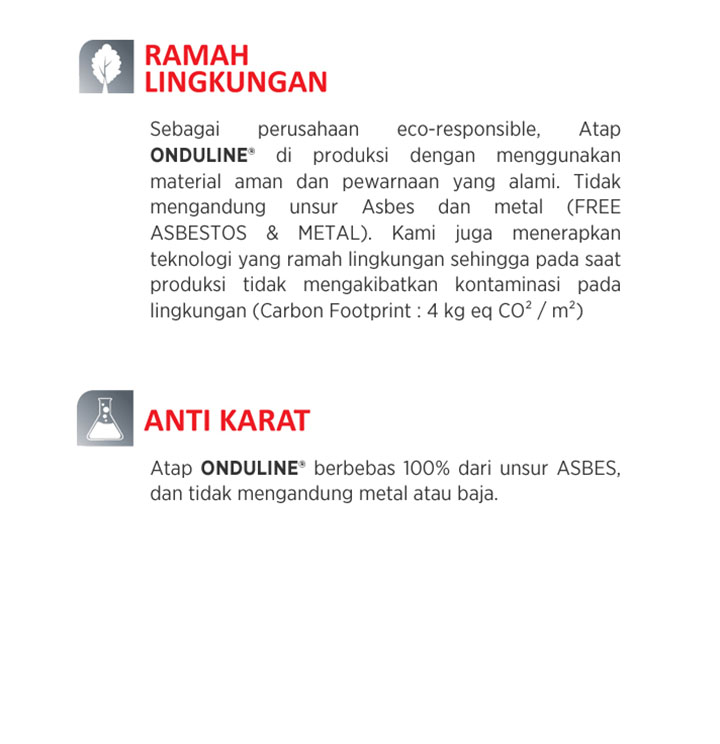 RAMAH
LINGKUNGAN
Sebagai perusahaan eco-responsible, Atap
ONDULINE® di produksi dengan menggunakan
material aman dan pewarnaan yang alami. Tidak
mengandung unsur Asbes dan metal (FREE
ASBESTOS & METAL). Kami juga menerapkan
teknologi yang ramah lingkungan sehingga pada saat
produksi tidak mengakibatkan kontaminasi pada
lingkungan (Carbon Footprint : 4 kg eq CO² / m²)
ANTI KARAT
Atap ONDULINE® berbebas 100% dari unsur ASBES,
dan tidak mengandung metal atau baja.